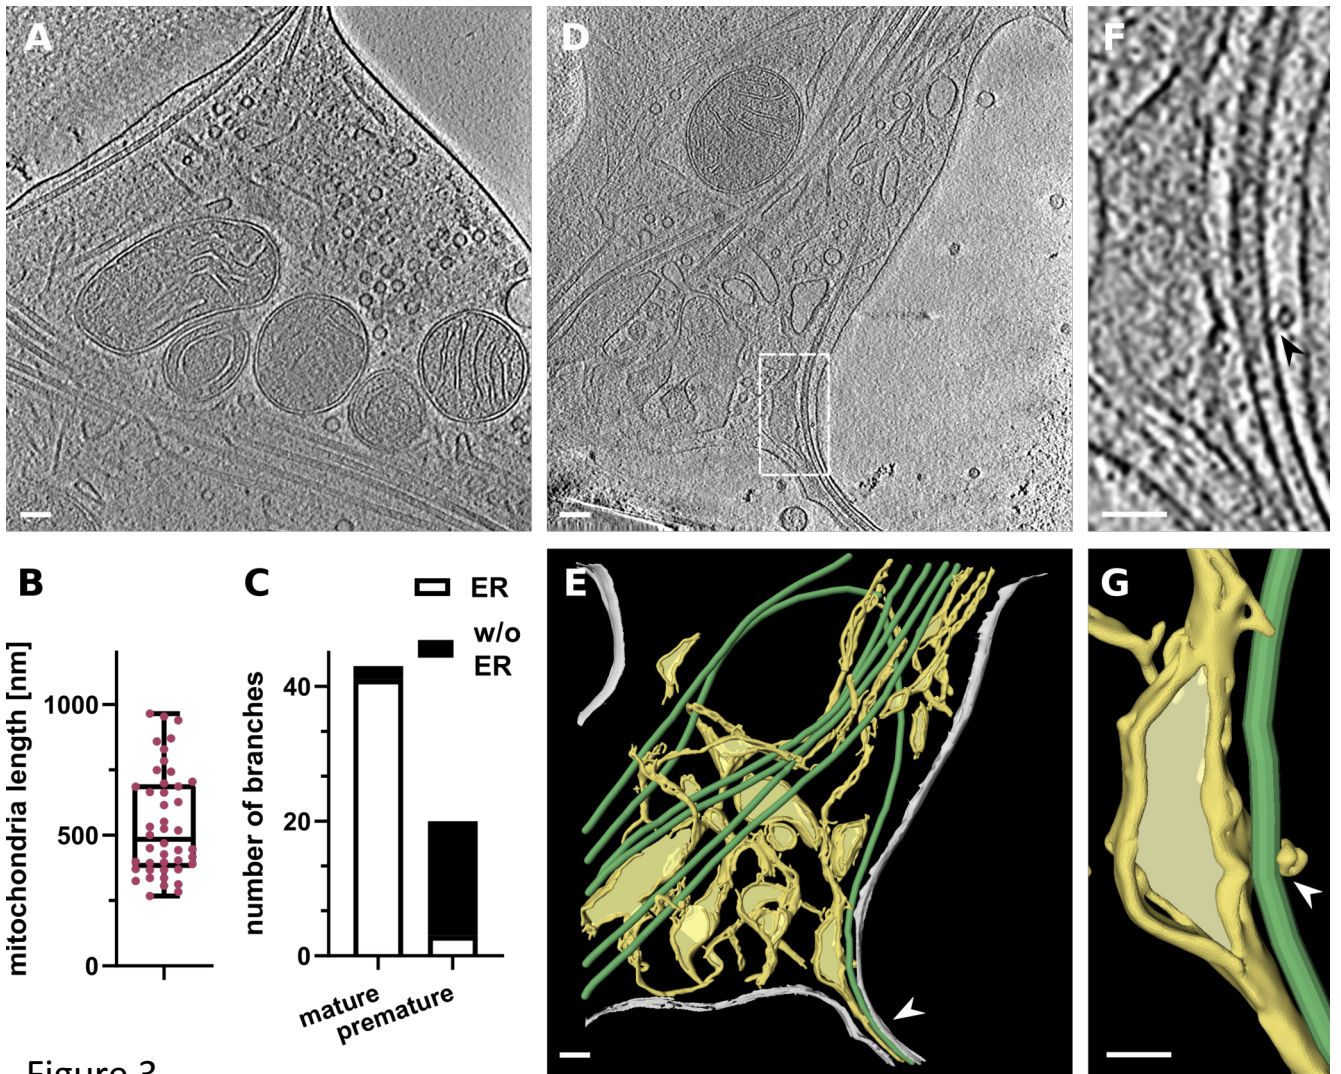 A
D
F
B
C
ER
w/o
ER
mitochondria length [nm]
1000
500
0
number of branches
40
20
0
mature
premature
E
G
Figure 3